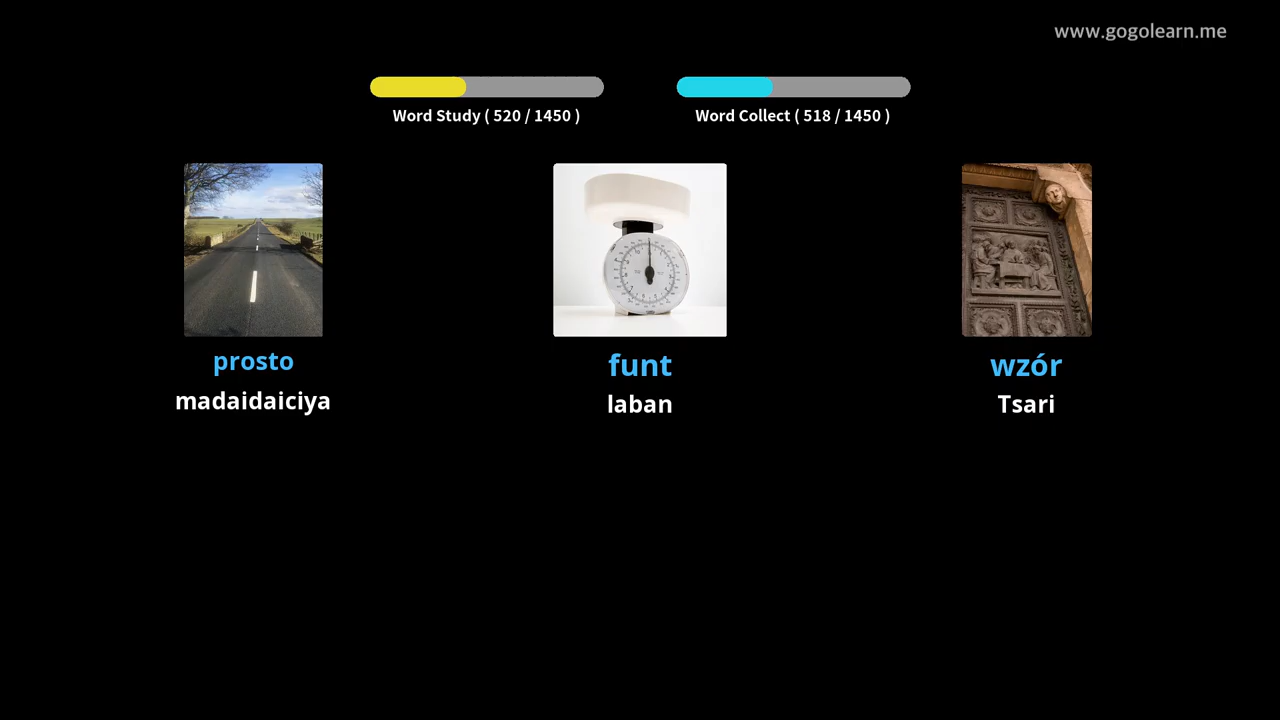 www.gogolearn.me
Word Study ( 520 / 1450 )
Word Collect ( 518 / 1450 )
prosto
madaidaiciya
funt
laban
wzór
Tsari